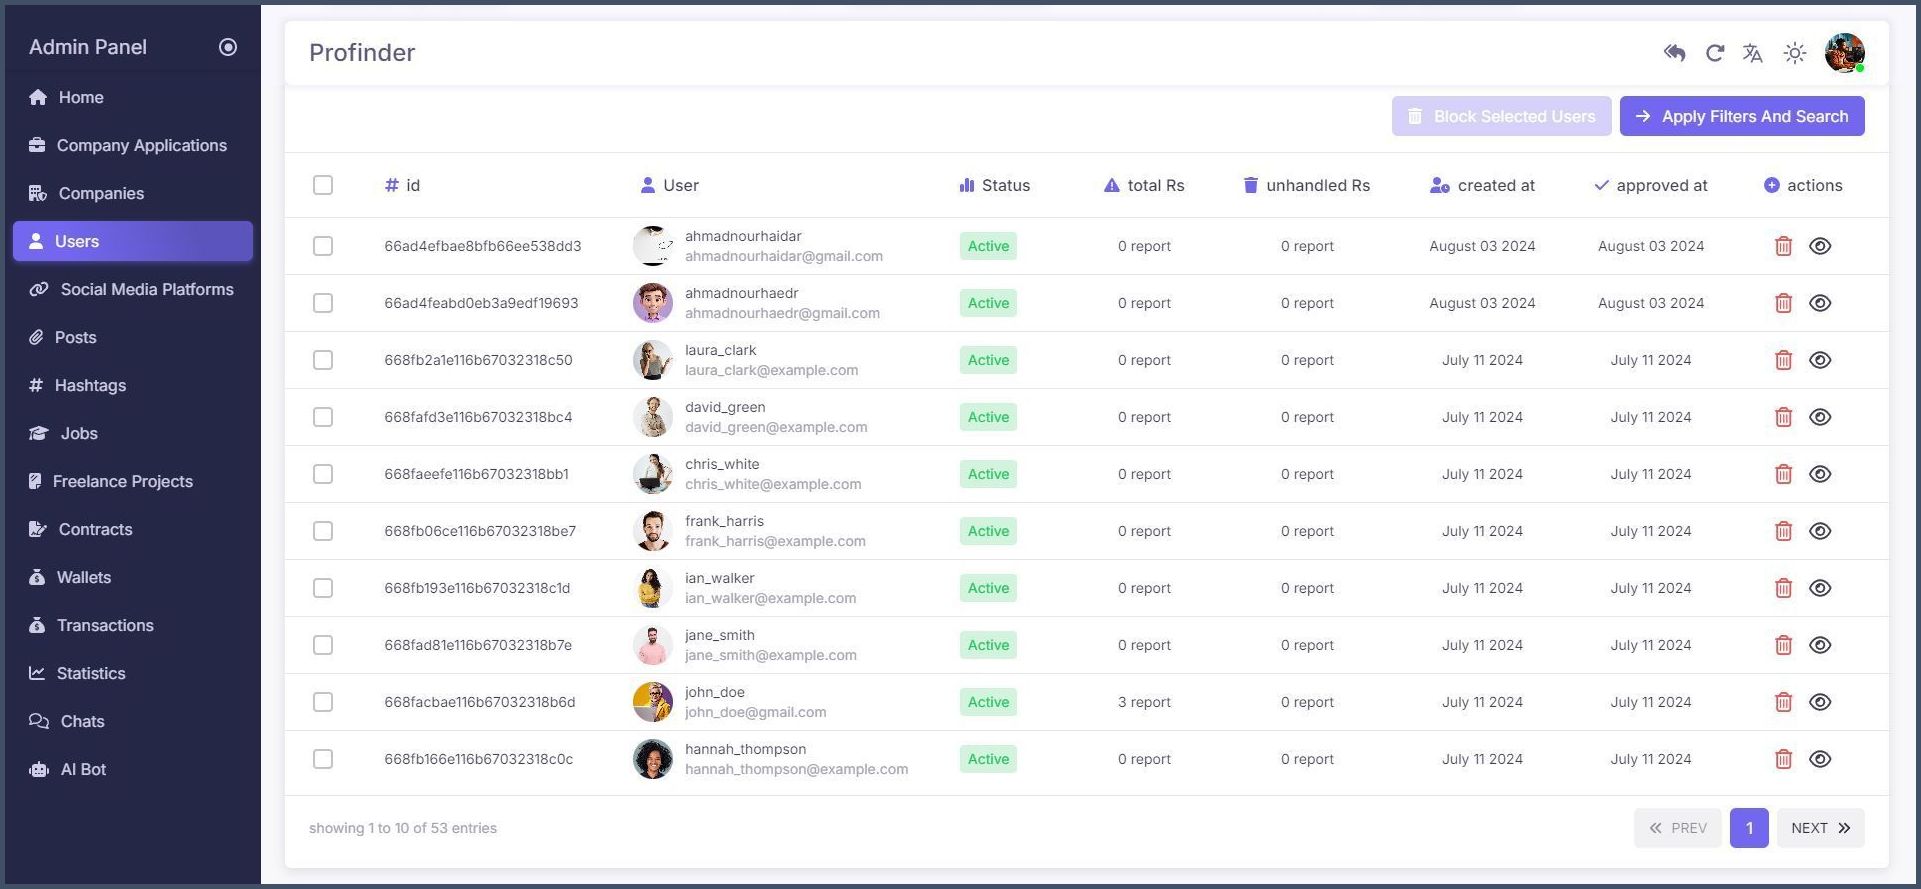 Admin Panel
Home
Company Applications
Companies
Users
Social Media Platforms
Posts
Hashtags
Jobs
Freelance Projects
Contracts
Wallets
Transactions
Statistics
Chats
AI Bot
Profinder
Block Selected Users
Apply Filters And Search
# id User Status total Rs unhandled Rs created at approved at actions
66ad4efbae8bfb66ee538dd3 ahmadnourhaidar Active 0 report 0 report August 03 2024 August 03 2024
ahmadnourhaidar@gmail.com
66ad4feabd0eb3a9edf19693 ahmadnourhaedr Active 0 report 0 report August 03 2024 August 03 2024
ahmadnourhaedr@gmail.com
668fb2a1e116b67032318c50 laura_clark Active 0 report 0 report July 11 2024 July 11 2024
laura_clark@example.com
668fafd3e116b67032318bc4 david_green Active 0 report 0 report July 11 2024 July 11 2024
david_green@example.com
668faeefe116b67032318bb1 chris_white Active 0 report 0 report July 11 2024 July 11 2024
chris_white@example.com
668fb06ce116b67032318be7 frank_harris Active 0 report 0 report July 11 2024 July 11 2024
frank_harris@example.com
668fb193e116b67032318c1d ian_walker Active 0 report 0 report July 11 2024 July 11 2024
ian_walker@example.com
668fad81e116b67032318b7e jane_smith Active 0 report 0 report July 11 2024 July 11 2024
jane_smith@example.com
668facbae116b67032318b6d john_doe Active 3 report 0 report July 11 2024 July 11 2024
john_doe@gmail.com
668fb166e116b67032318c0c hannah_thompson Active 0 report 0 report July 11 2024 July 11 2024
hannah_thompson@example.com
showing 1 to 10 of 53 entries
PREV 1 NEXT